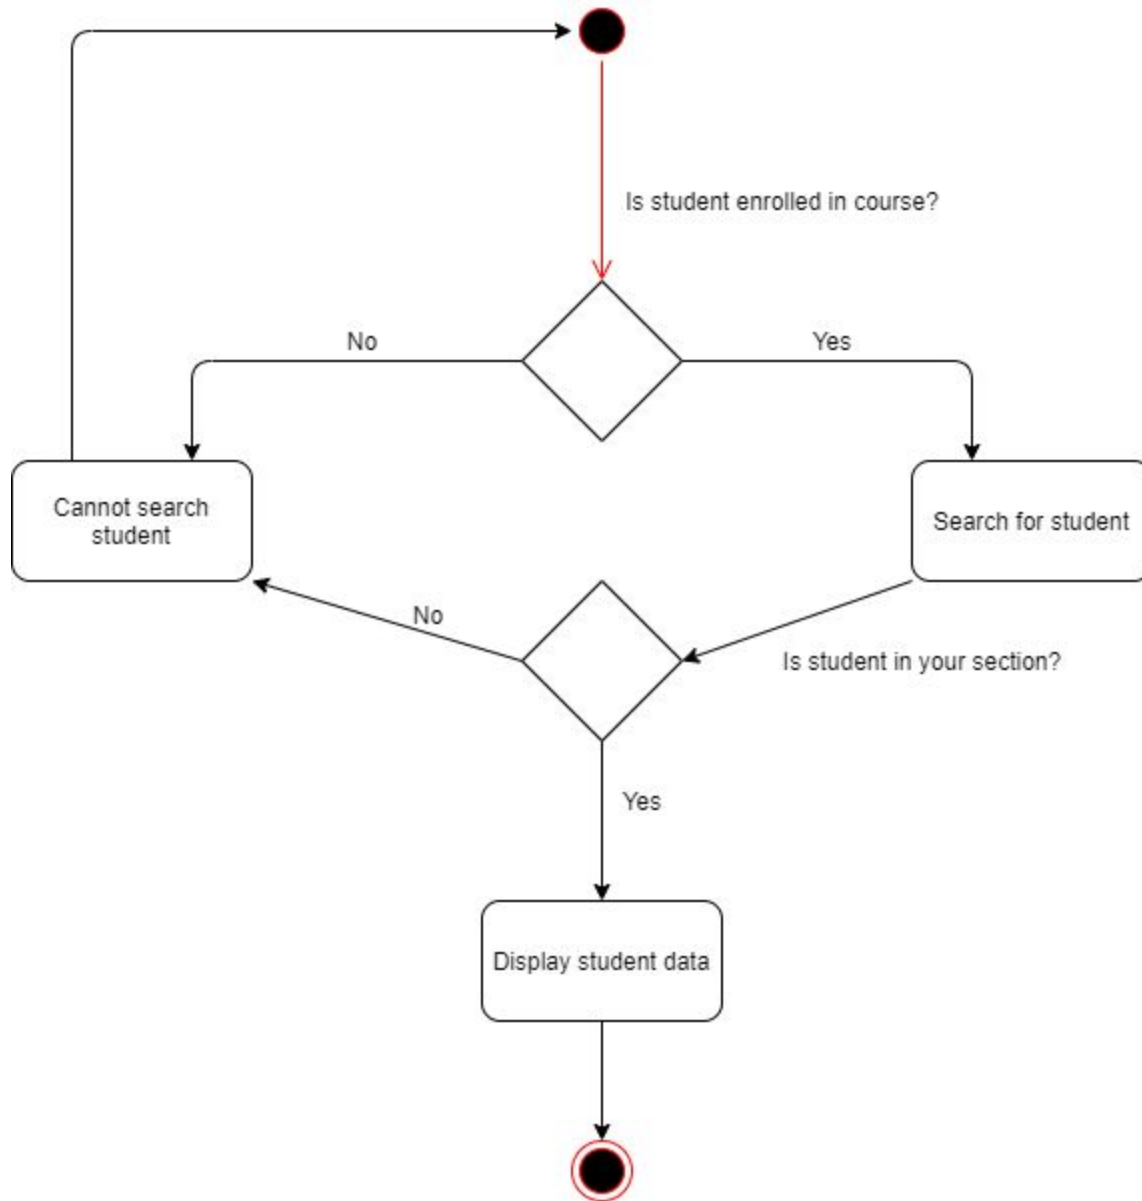 Is student enrolled in course?
No
Yes
Cannot search
student
Search for student
No
Is student in your section?
Yes
Display student data